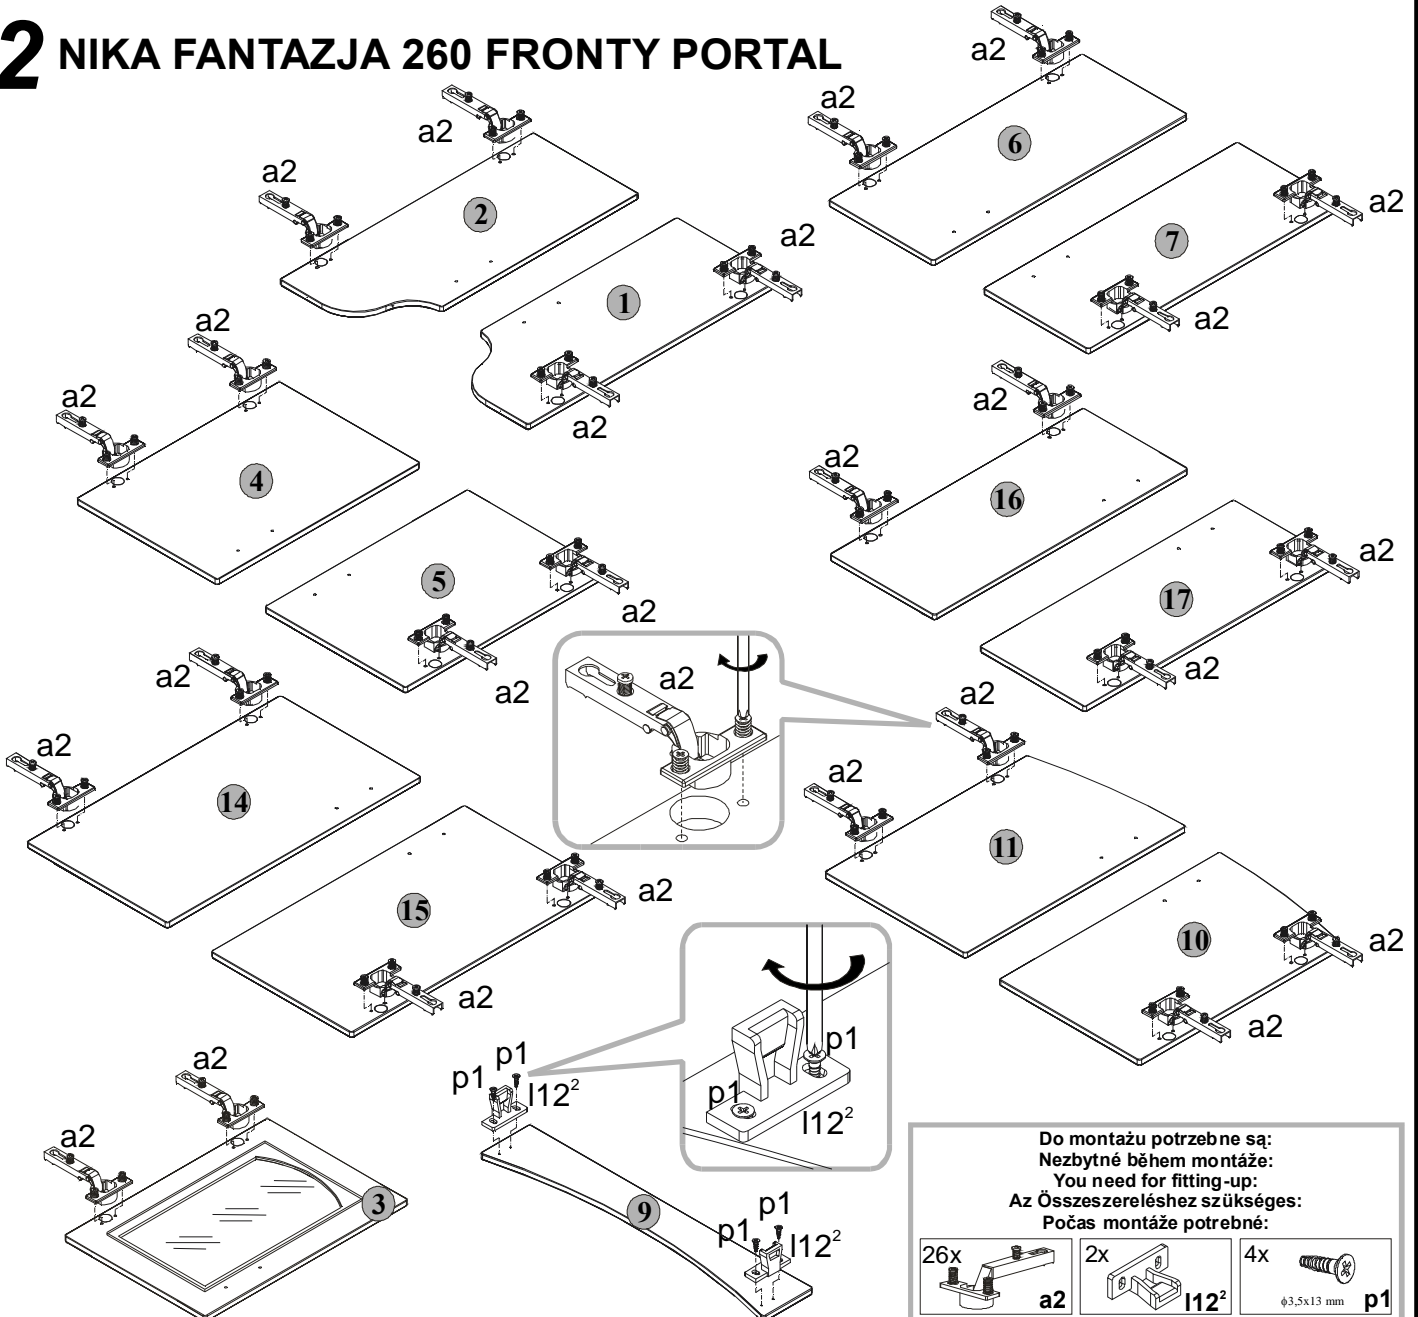 2 NIKA FANTAZJA 260 FRONTY PORTAL
a2
a2
2
a2
1
a2
a2
a2
6
a2
7
a2
a2
a2
4
a2
5
a2
a2
a2
16
a2
17
a2
a2
a2
14
a2
15
a2
a2
a2
a2
11
a2
10
a2
a2
a2
3
p1
p1
l12²
9
p1
p1
l12²
p1
p1
l12²
Do montażu potrzebne są:
Nezbytné během montáže:
You need for fitting-up:
Az Összeszereléshez szükséges:
Počas montáže potrebné:
26x
a2
2x
l12²
4x
ϕ3,5x13 mm
p1